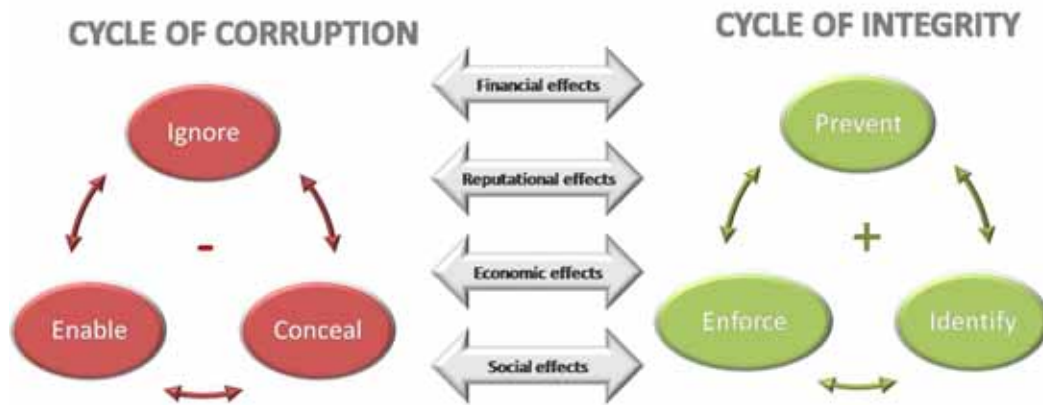 CYCLE OF CORRUPTION
Ignore
-
Enable
Conceal
Financial effects
Reputational effects
Economic effects
Social effects
CYCLE OF INTEGRITY
Prevent
+
Enforce
Identify